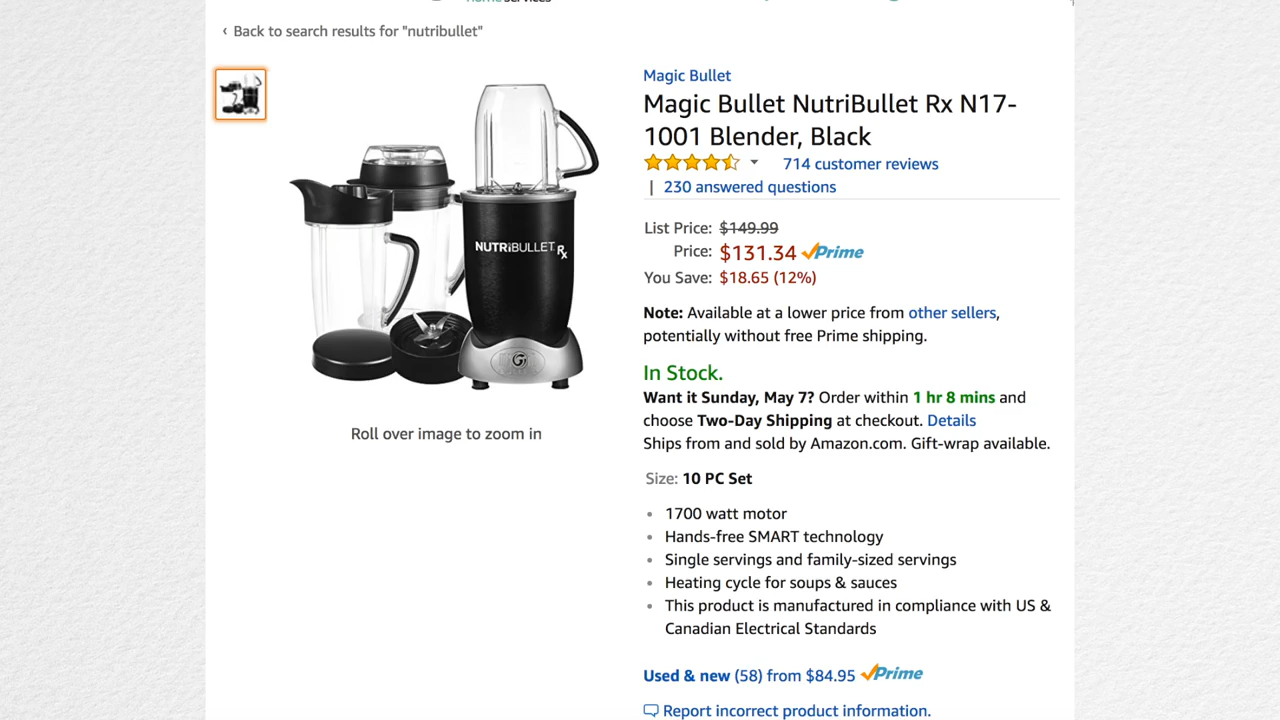 ‹ Back to search results for "nutribullet"
Magic Bullet
Magic Bullet NutriBullet Rx N17-
1001 Blender, Black
714 customer reviews
| 230 answered questions
List Price: $149.99
Price: $131.34 Prime
You Save: $18.65 (12%)
Note: Available at a lower price from other sellers,
potentially without free Prime shipping.
In Stock.
Want it Sunday, May 7? Order within 1 hr 8 mins and
choose Two-Day Shipping at checkout. Details
Ships from and sold by Amazon.com. Gift-wrap available.
Size: 10 PC Set
• 1700 watt motor
• Hands-free SMART technology
• Single servings and family-sized servings
• Heating cycle for soups & sauces
• This product is manufactured in compliance with US &
Canadian Electrical Standards
Used & new (58) from $84.95 Prime
Report incorrect product information.
NUTRiBULLET Rx
Roll over image to zoom in